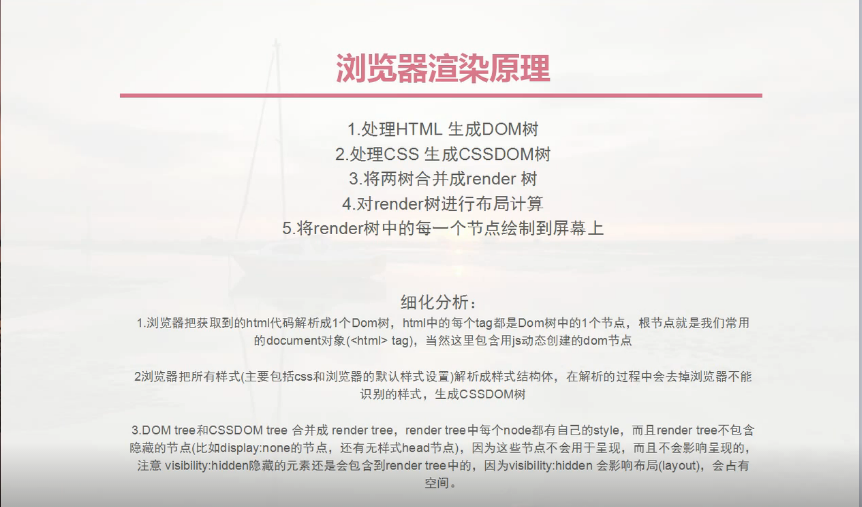 浏览器渲染原理
1.处理HTML 生成DOM树
2.处理CSS 生成CSSDOM树
3.将两树合并成render 树
4.对render树进行布局计算
5.将render树中的每一个节点绘制到屏幕上
细化分析：
1.浏览器把获取到的html代码解析成1个Dom树，html中的每个tag都是Dom树中的1个节点，根节点就是我们常用
的document对象(<html> tag)，当然这里包含用js动态创建的dom节点
2浏览器把所有样式(主要包括css和浏览器的默认样式设置)解析成样式结构体，在解析的过程中会去掉浏览器不能
识别的样式，生成CSSDOM树
3.DOM tree和CSSDOM tree 合并成 render tree，render tree中每个node都有自己的style，而且render tree不包含
隐藏的节点(比如display:none的节点，还有无样式head节点)，因为这些节点不会用于呈现，而且不会影响呈现的，
注意 visibility:hidden隐藏的元素还是会包含到render tree中的，因为visibility:hidden 会影响布局(layout)，会占有
空间。